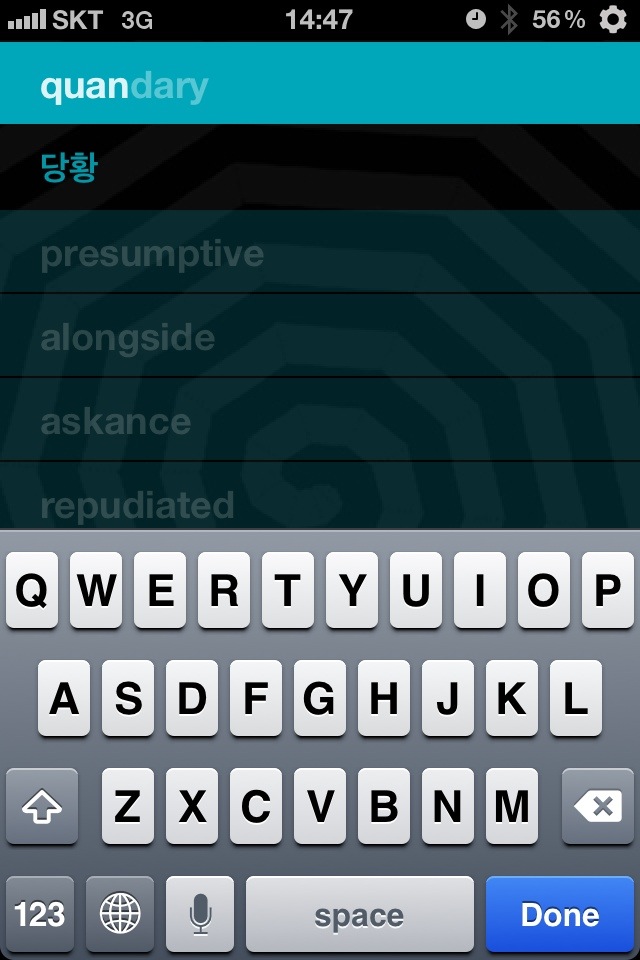 SKT 3G 14:47 56%
quandary
당황
presumptive
alongside
askance
repudiated
Q W E R T Y U I O P
A S D F G H J K L
Z X C V B N M
123 space Done